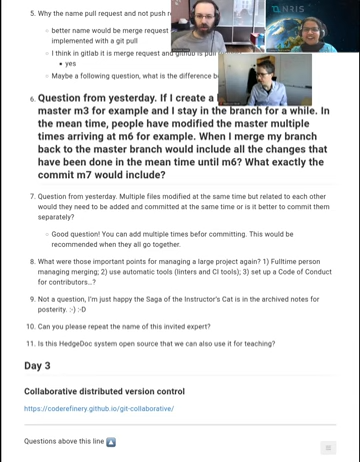 5. Why the name pull request and not push r
○ better name would be merge request
implemented with a git pull
○ I think in gitlab it is merge request and github is pull
▪ yes
○ Maybe a following question, what is the difference b
6. Question from yesterday. If I create a
master m3 for example and I stay in the branch for a while. In
the mean time, people have modified the master multiple
times arriving at m6 for example. When I merge my branch
back to the master branch would include all the changes that
have been done in the mean time until m6? What exactly the
commit m7 would include?
7. Question from yesterday. Multiple files modified at the same time but related to each other
would they need to be added and committed at the same time or is it better to commit them
separately?
○ Good question! You can add multiple times befor committing. This would be
recommended when they all go together.
8. What were those important points for managing a large project again? 1) Fulltime person
managing merging; 2) use automatic tools (linters and CI tools); 3) set up a Code of Conduct
for contributors...?
9. Not a question, I'm just happy the Saga of the Instructor's Cat is in the archived notes for
posterity. :-) :-D
10. Can you please repeat the name of this invited expert?
11. Is this HedgeDoc system open source that we can also use it for teaching?
Day 3
Collaborative distributed version control
https://coderefinery.github.io/git-collaborative/
Questions above this line